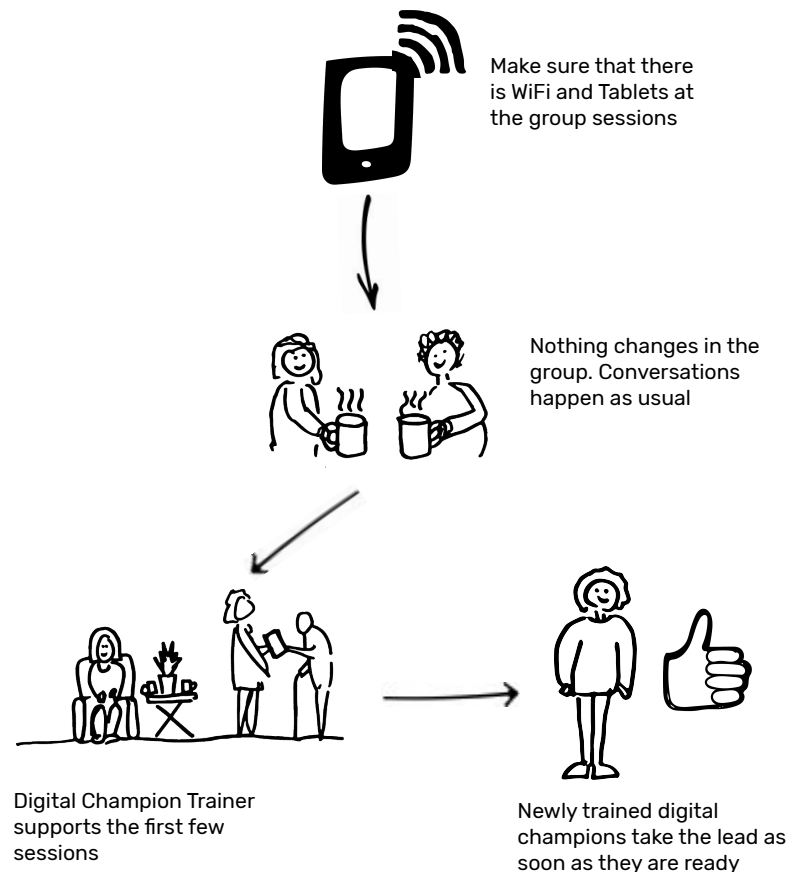 Make sure that there
is WiFi and Tablets at
the group sessions
Nothing changes in the
group. Conversations
happen as usual
Digital Champion Trainer
supports the first few
sessions
Newly trained digital
champions take the lead as
soon as they are ready